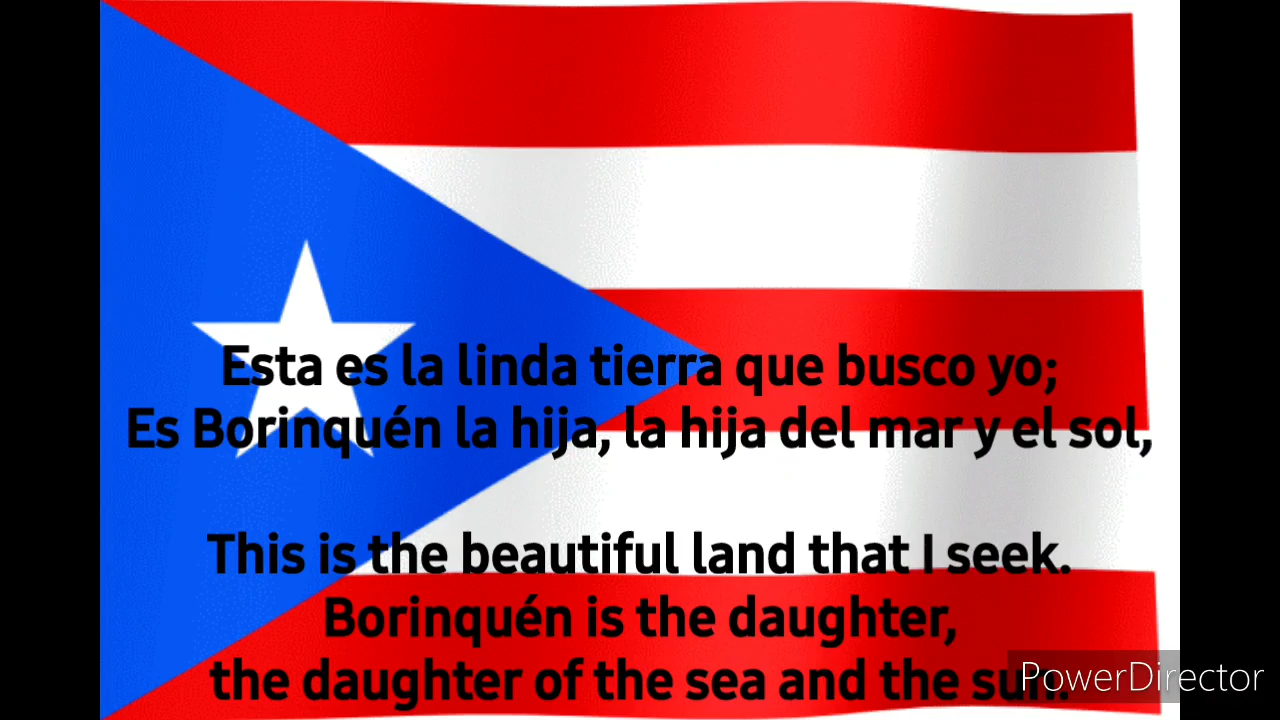 Esta es la linda tierra que busco yo;
Es Borinquén la hija, la hija del mar y el sol,
This is the beautiful land that I seek.
Borinquén is the daughter,
the daughter of the sea and the sun.
PowerDirector